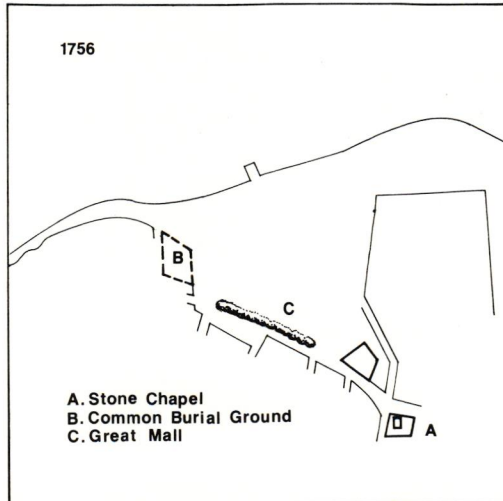 1756
B
C
A. Stone Chapel
B. Common Burial Ground
C. Great Mall
A